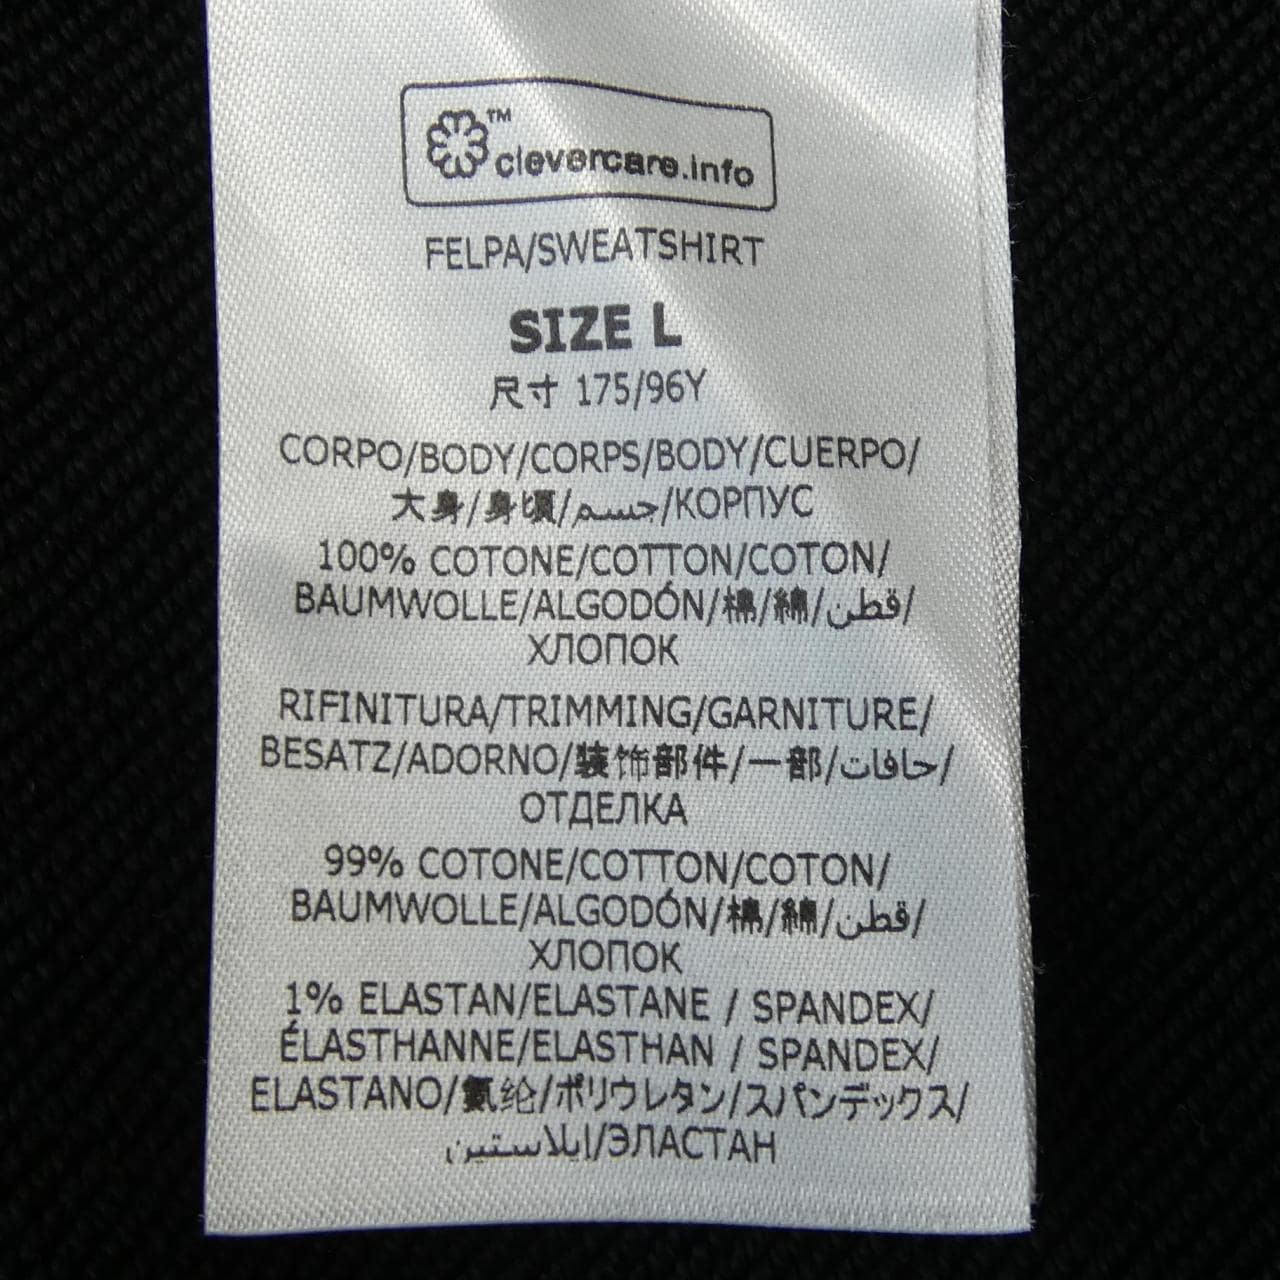 ™
clevercare.info
FELPA/SWEATSHIRT
SIZE L
尺寸 175/96Y
CORPO/BODY/CORPS/BODY/CUERPO/
大身/身頃/جسم/КОРПУС
100% COTONE/COTTON/COTON/
BAUMWOLLE/ALGODÓN/棉/綿/قطن/
ХЛОПОК
RIFINITURA/TRIMMING/GARNITURE/
BESATZ/ADORNO/装饰部件/一部/حافات/
ОТДЕЛКА
99% COTONE/COTTON/COTON/
BAUMWOLLE/ALGODÓN/棉/綿/قطن/
ХЛОПОК
1% ELASTAN/ELASTANE / SPANDEX/
ÉLASTHANNE/ELASTHAN / SPANDEX/
ELASTANO/氨纶/ポリウレタン/スパンデックス/
إيلاستين/ЭЛАСТАН